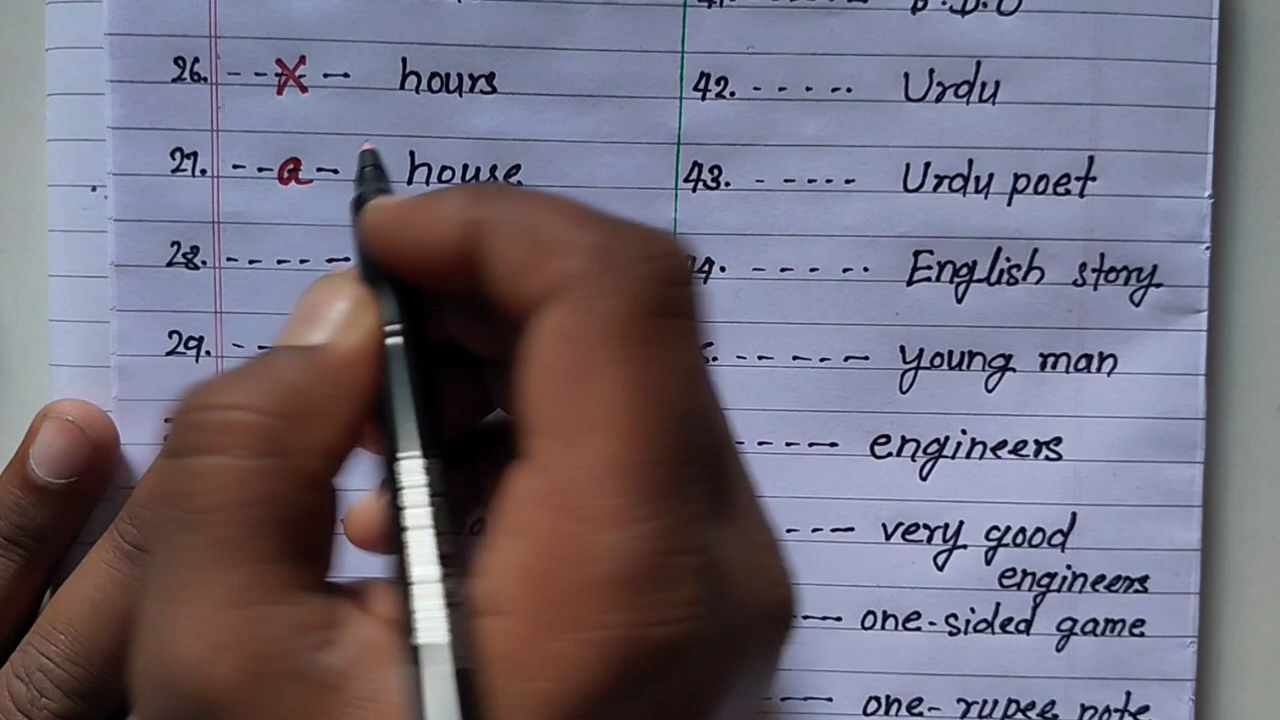 26. --X-- hours
27. --a-- house
28. -----
29. --
B.D.O
42. ----- Urdu
43. ----- Urdu poet
----- English story
----- young man
---- engineers
--- very good
engineers
-- one-sided game
-- one-rupee note